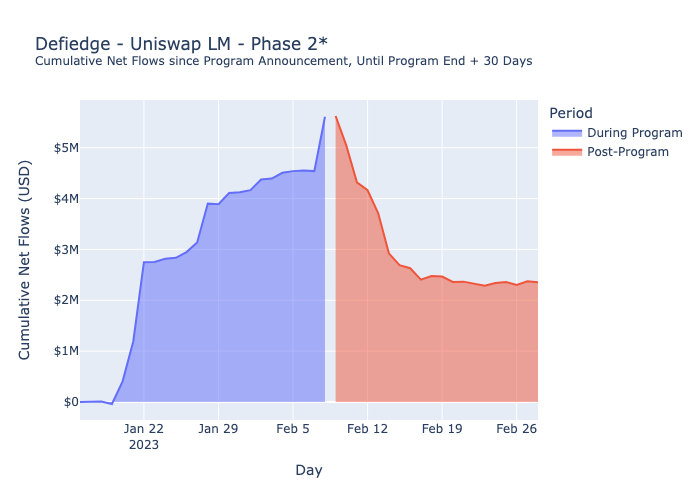 Defiedge - Uniswap LM - Phase 2*
Cumulative Net Flows since Program Announcement, Until Program End + 30 Days
Period
During Program
Post-Program
Cumulative Net Flows (USD)
$5M
$4M
$3M
$2M
$1M
$0
Jan 22
2023
Jan 29
Feb 5
Feb 12
Feb 19
Feb 26
Day